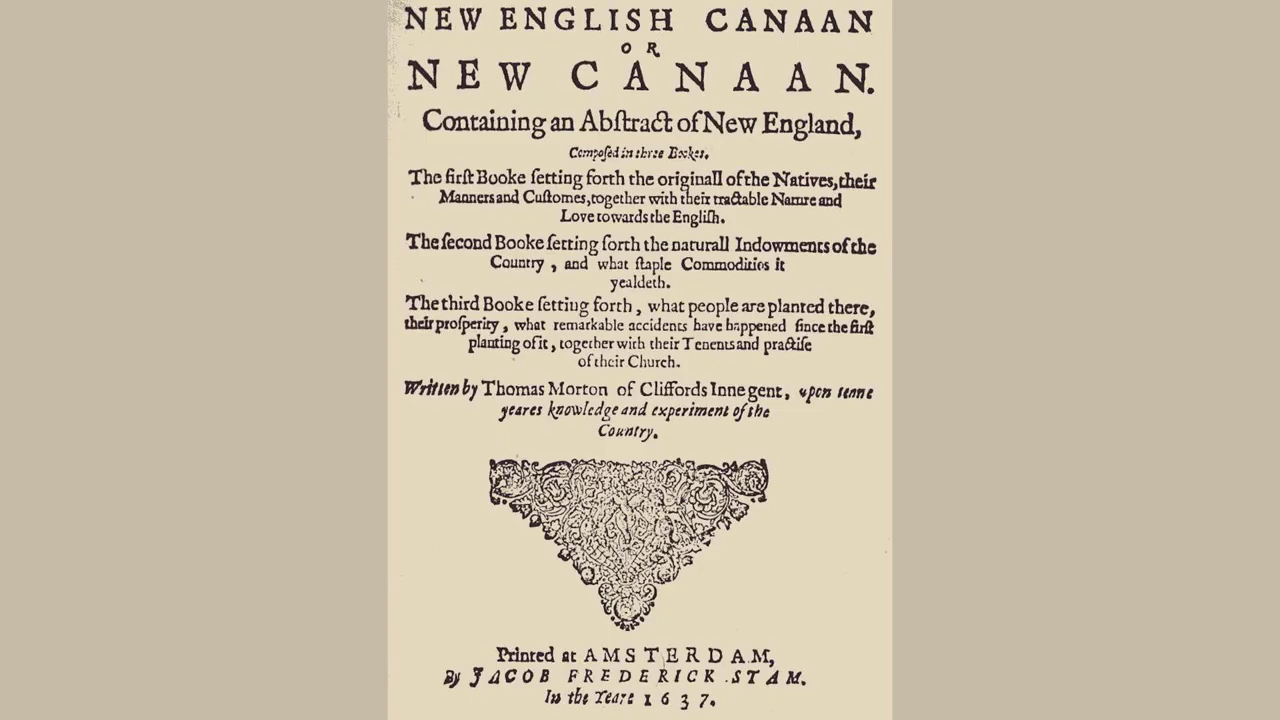 NEW ENGLISH CANAAN
OR
NEW CANAAN.
Containing an Abſtract of New England,
Compoſed in three Bookes.
The firſt Booke ſetting forth the originall of the Natives, their
Manners and Cuſtomes, together with their tractable Nature and
Love towards the Engliſh.
The ſecond Booke ſetting forth the naturall Indowments of the
Country, and what ſtaple Commodities it
yealdeth.
The third Booke ſetting forth, what people are planted there,
their proſperity, what remarkable accidents have happened ſince the firſt
planting of it, together with their Tenents and practiſe
of their Church.
Written by Thomas Morton of Cliffords Inne gent, upon tenne
yeares knowledge and experiment of the
Country.
Printed at AMSTERDAM,
By JACOB FREDERICK STAM.
In the Yeare 1637.